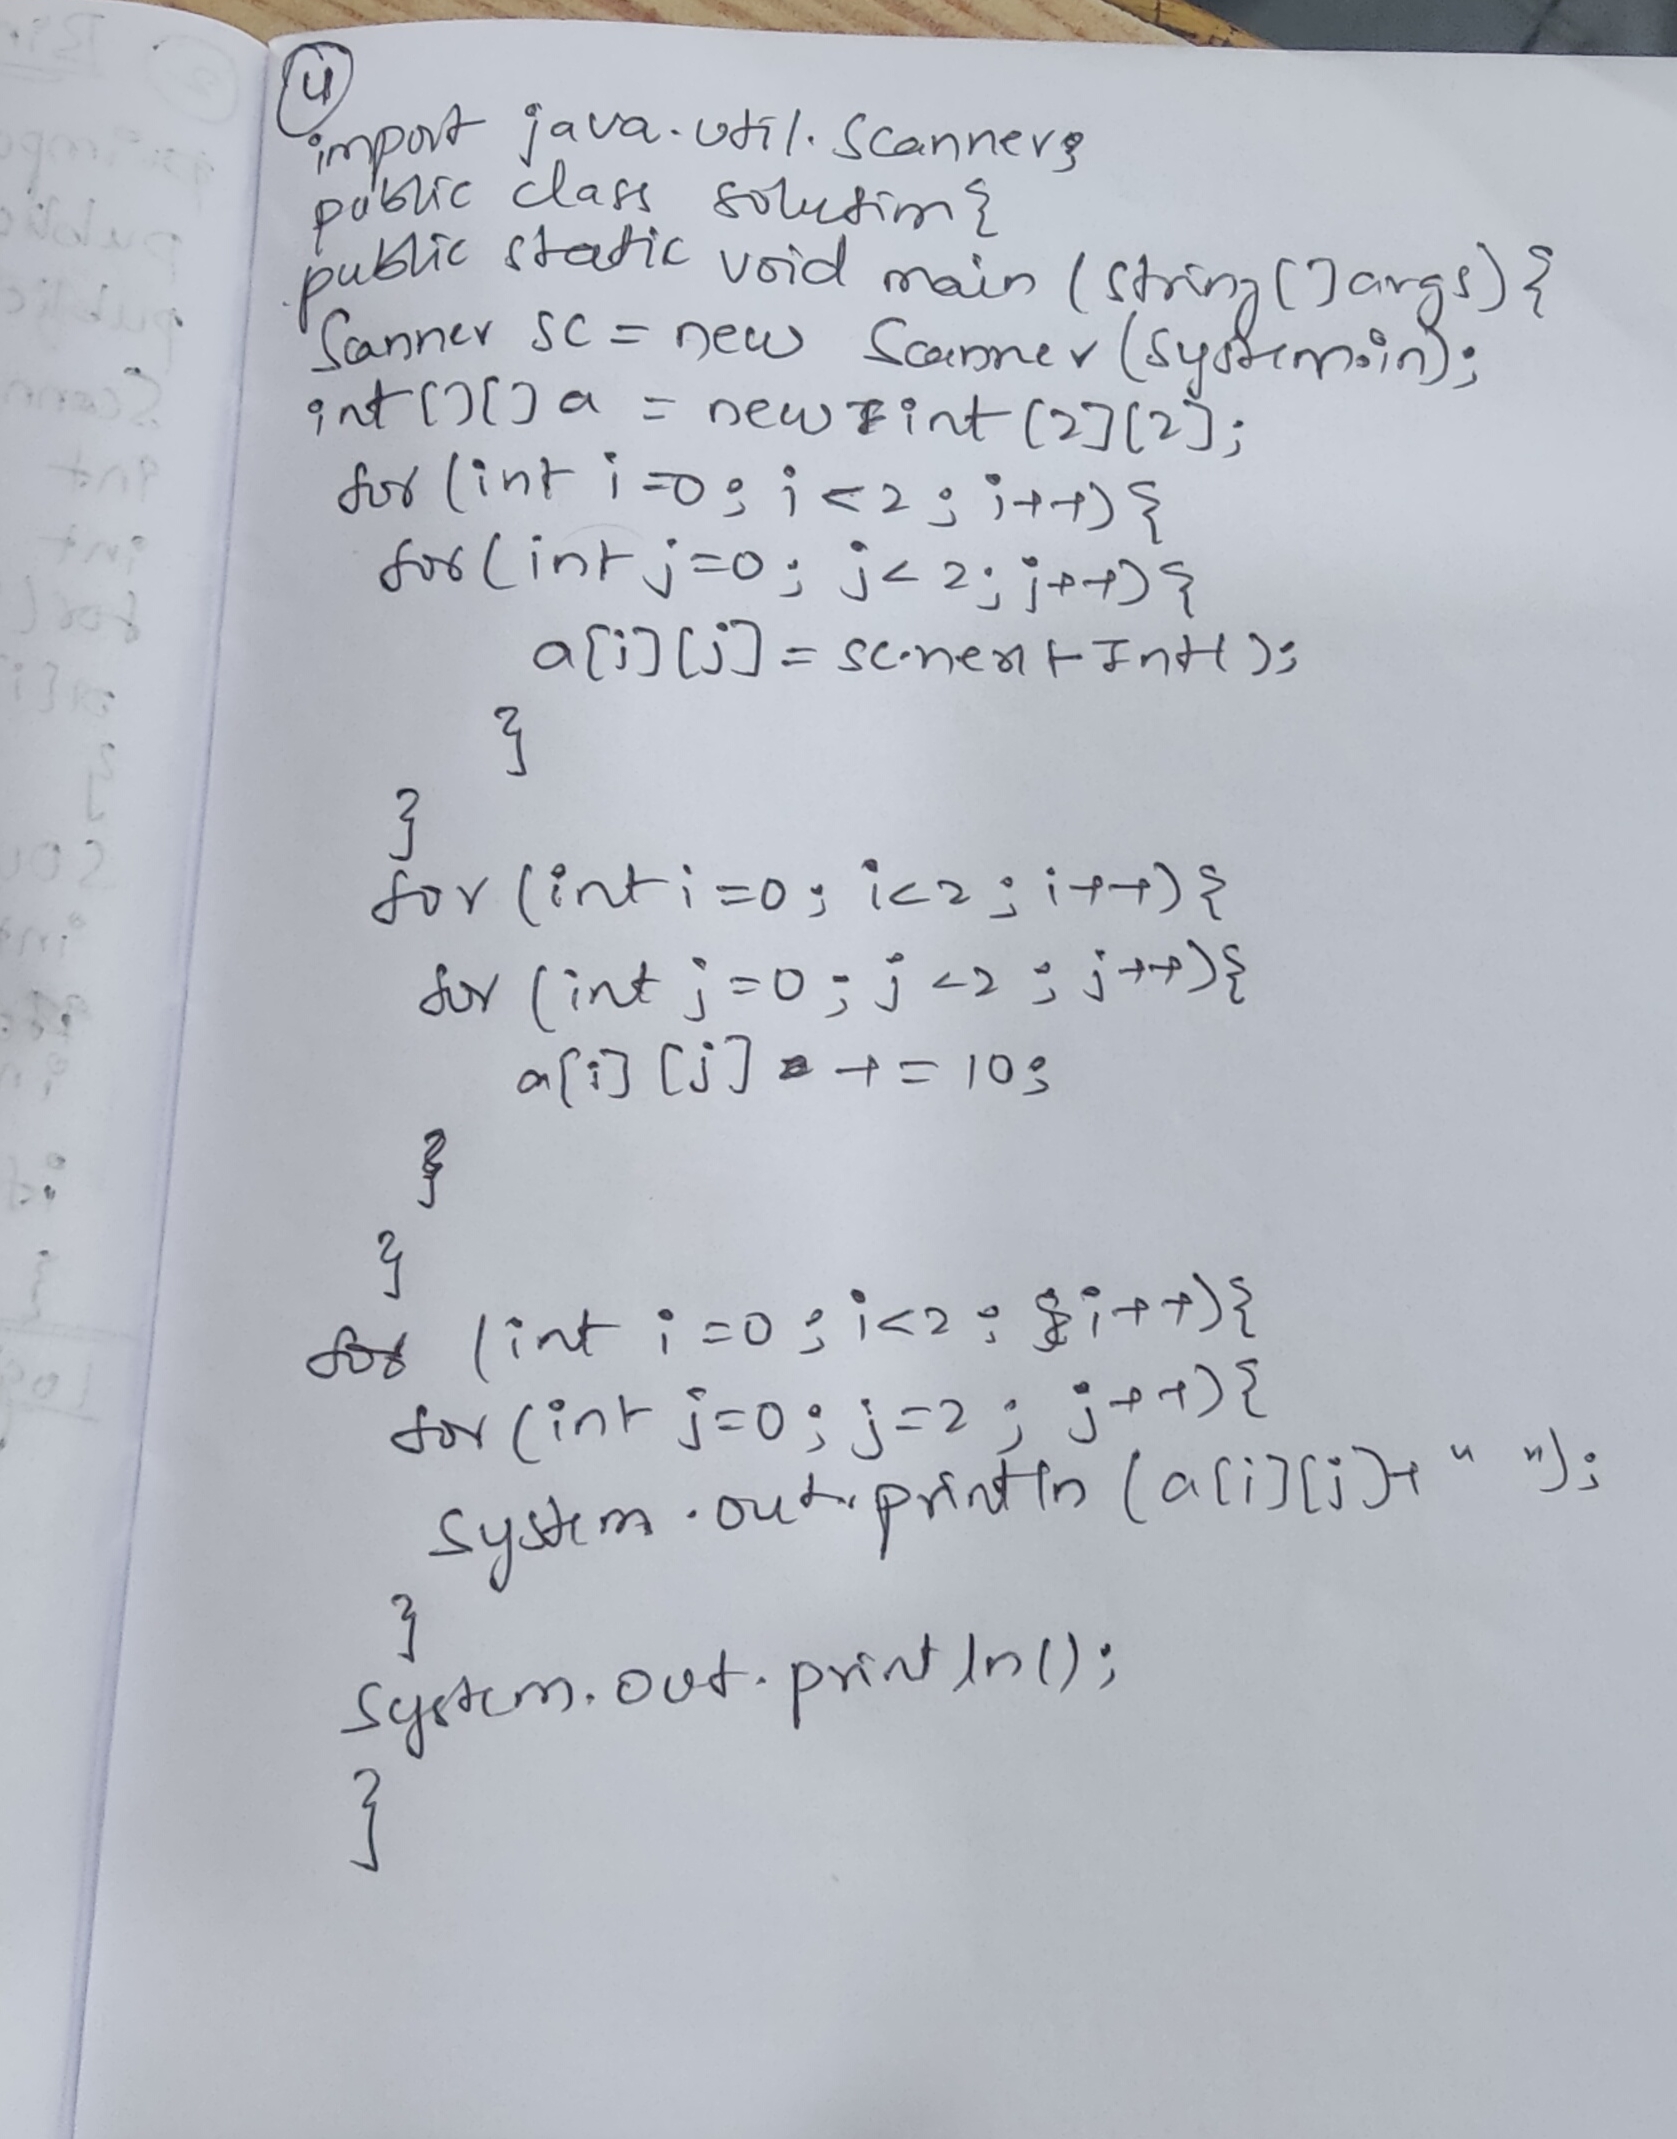 4
import java.util.Scanner;
public class solution{
public static void main (String[]args){
Scanner sc = new Scanner (System.in);
int[][]a = new int[2][2];
for (int i=0; i<2; i++){
for(int j=0; j<2; j++){
a[i][j]=sc.nextInt();
}
}
for (int i=0; i<2; i++){
for (int j=0; j<2; j++){
a[i][j] += 10;
}
}
for (int i=0; i<2; i++){
for (int j=0; j=2; j++){
System.out.println (a[i][j]+" ");
}
System.out.println();
}